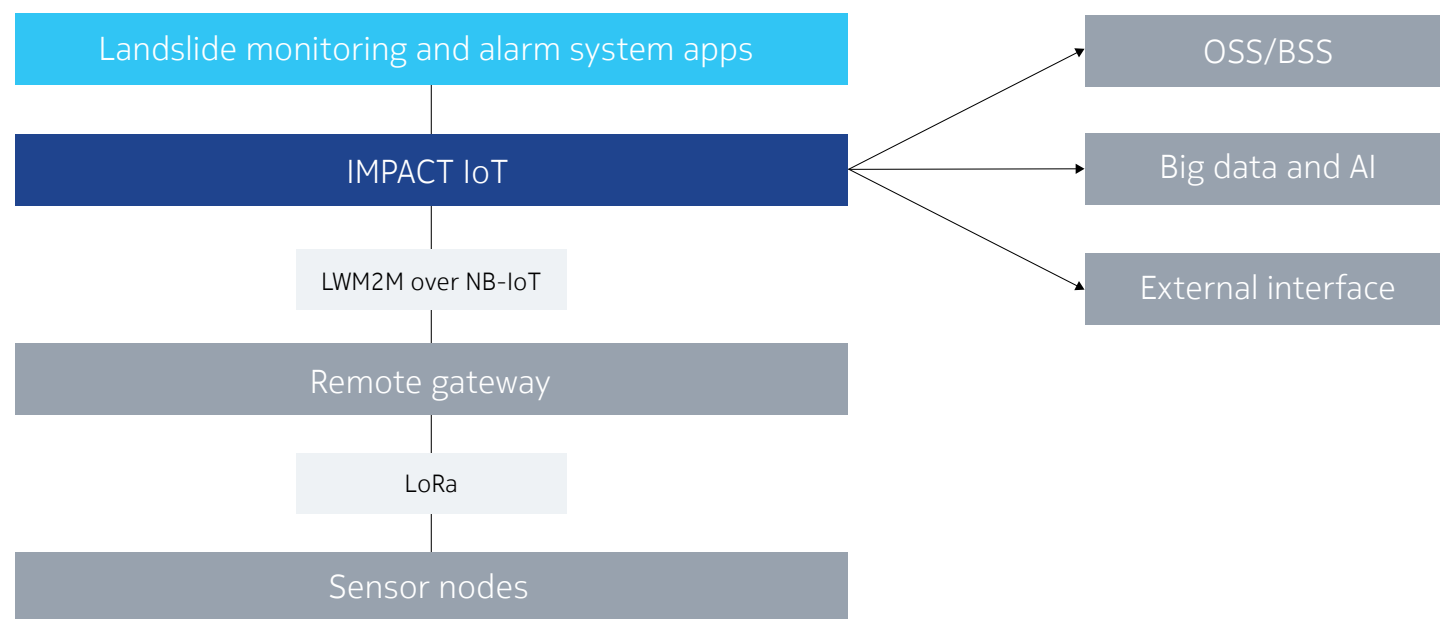 Landslide monitoring and alarm system apps
IMPACT IoT
LWM2M over NB-IoT
Remote gateway
LoRa
Sensor nodes
OSS/BSS
Big data and AI
External interface